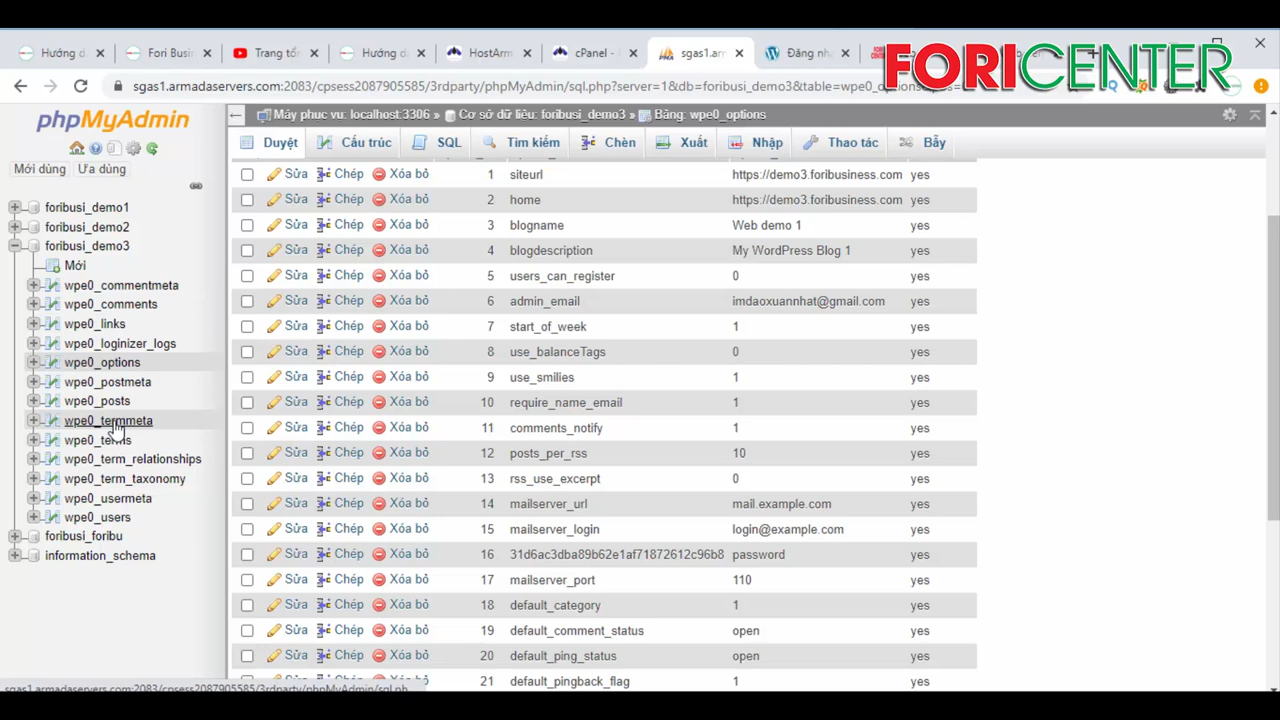 FORICENTER
Hướng d
Fori Busin
Trang tổn
Hướng d
HostArm
cPanel -
sgas1.arm
Đăng nhậ
sgas1.armadaservers.com:2083/cpsess2087905585/3rdparty/phpMyAdmin/sql.php?server=1&db=foribusi_demo3&table=wpe0_options
phpMyAdmin
Mới dùng Ưa dùng
foribusi_demo1
foribusi_demo2
foribusi_demo3
Mới
wpe0_commentmeta
wpe0_comments
wpe0_links
wpe0_loginizer_logs
wpe0_options
wpe0_postmeta
wpe0_posts
wpe0_termmeta
wpe0_terms
wpe0_term_relationships
wpe0_term_taxonomy
wpe0_usermeta
wpe0_users
foribusi_foribu
information_schema
Máy phục vụ: localhost:3306 » Cơ sở dữ liệu: foribusi_demo3 » Bảng: wpe0_options
Duyệt Cấu trúc SQL Tìm kiếm Chèn Xuất Nhập Thao tác Bẫy
Sửa Chép Xóa bỏ 1 siteurl https://demo3.foribusiness.com yes
Sửa Chép Xóa bỏ 2 home https://demo3.foribusiness.com yes
Sửa Chép Xóa bỏ 3 blogname Web demo 1 yes
Sửa Chép Xóa bỏ 4 blogdescription My WordPress Blog 1 yes
Sửa Chép Xóa bỏ 5 users_can_register 0 yes
Sửa Chép Xóa bỏ 6 admin_email imdaoxuannhat@gmail.com yes
Sửa Chép Xóa bỏ 7 start_of_week 1 yes
Sửa Chép Xóa bỏ 8 use_balanceTags 0 yes
Sửa Chép Xóa bỏ 9 use_smilies 1 yes
Sửa Chép Xóa bỏ 10 require_name_email 1 yes
Sửa Chép Xóa bỏ 11 comments_notify 1 yes
Sửa Chép Xóa bỏ 12 posts_per_rss 10 yes
Sửa Chép Xóa bỏ 13 rss_use_excerpt 0 yes
Sửa Chép Xóa bỏ 14 mailserver_url mail.example.com yes
Sửa Chép Xóa bỏ 15 mailserver_login login@example.com yes
Sửa Chép Xóa bỏ 16 31d6ac3dba89b62e1af71872612c96b8 password yes
Sửa Chép Xóa bỏ 17 mailserver_port 110 yes
Sửa Chép Xóa bỏ 18 default_category 1 yes
Sửa Chép Xóa bỏ 19 default_comment_status open yes
Sửa Chép Xóa bỏ 20 default_ping_status open yes
Sửa Chép Xóa bỏ 21 default_pingback_flag 1 yes